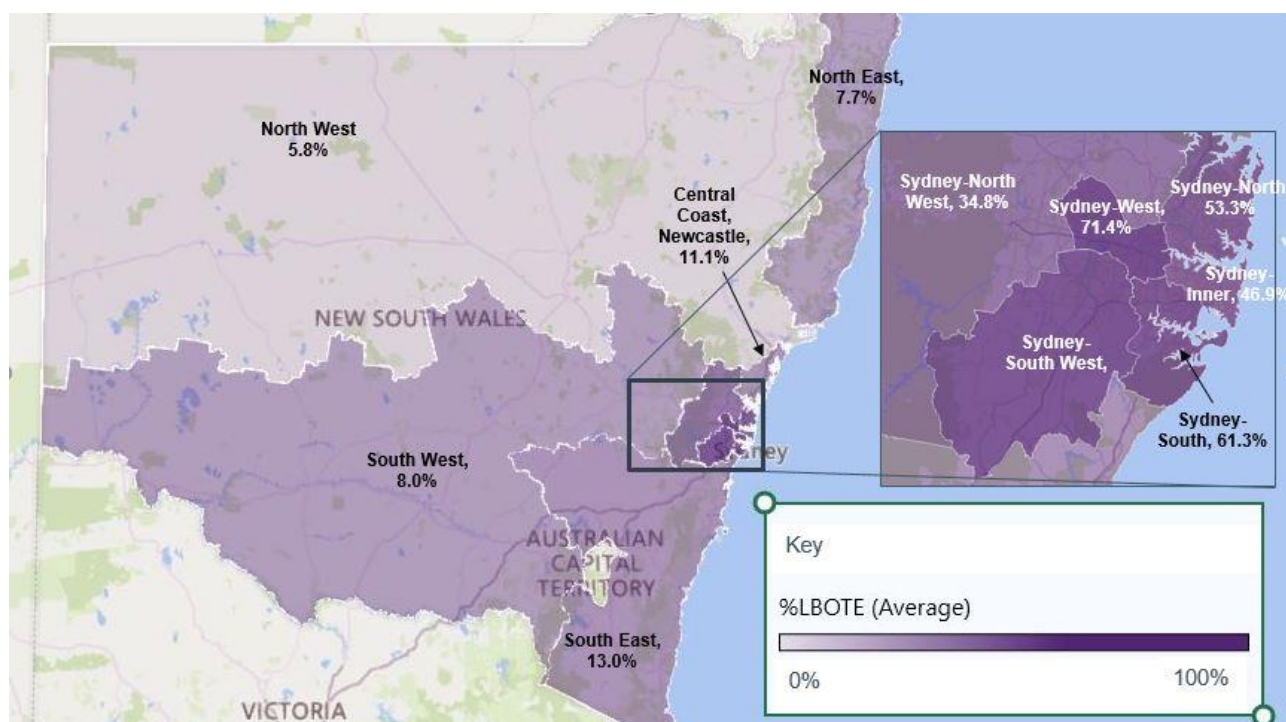 North East,
7.7%
North West
5.8%
Central
Coast,
Newcastle,
11.1%
Sydney-North
West, 34.8%
Sydney-West,
71.4%
Sydney-North
53.3%
Sydney-
Inner, 46.9%
Sydney-
South West,
Sydney-
South, 61.3%
NEW SOUTH WALES
Sydney
South West,
8.0%
AUSTRALIAN
CAPITAL
TERRITORY
South East,
13.0%
VICTORIA
Key
%LBOTE (Average)
0%
100%